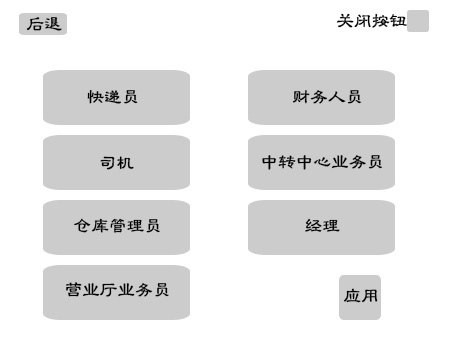 后退
关闭按钮
快递员
财务人员
司机
中转中心业务员
仓库管理员
经理
营业厅业务员
应用